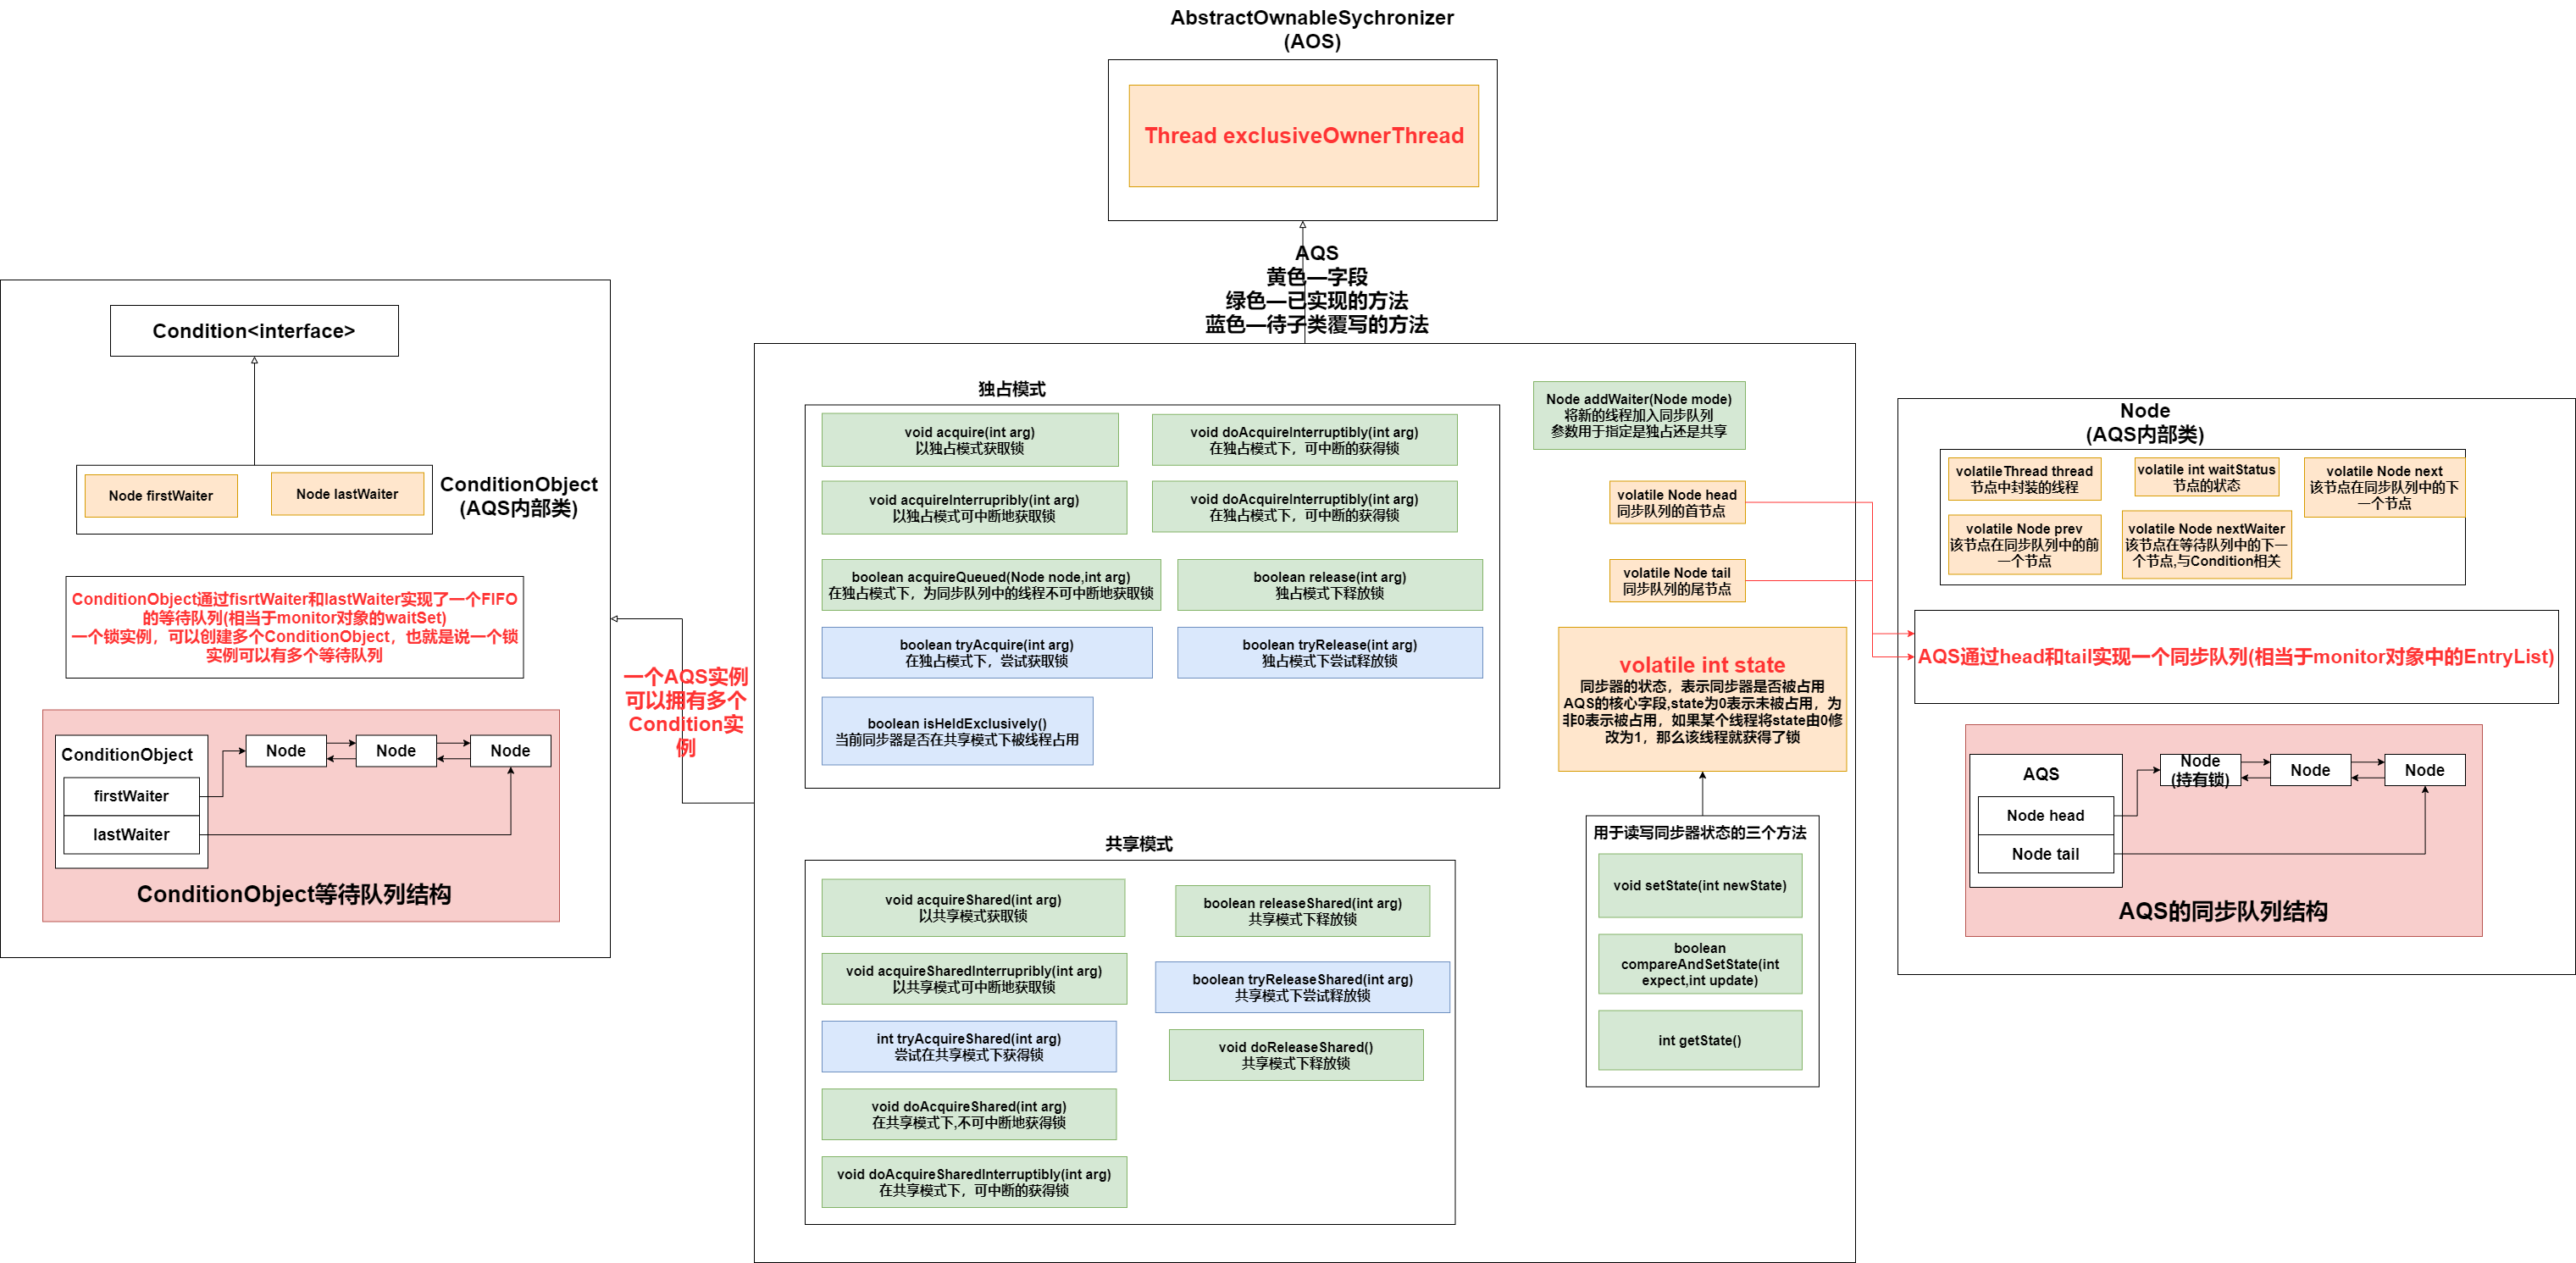 AbstractOwnableSychronizer
(AOS)
Thread exclusiveOwnerThread
AQS
黄色—字段
绿色—已实现的方法
蓝色—待子类覆写的方法
Condition<interface>
Node firstWaiter
Node lastWaiter
ConditionObject
(AQS内部类)
ConditionObject通过fisrtWaiter和lastWaiter实现了一个FIFO
的等待队列(相当于monitor对象的waitSet)
一个锁实例，可以创建多个ConditionObject，也就是说一个锁
实例可以有多个等待队列
ConditionObject
firstWaiter
lastWaiter
Node
Node
Node
ConditionObject等待队列结构
一个AQS实例
可以拥有多个
Condition实
例
独占模式
void acquire(int arg)
以独占模式获取锁
void doAcquireInterruptibly(int arg)
在独占模式下，可中断的获得锁
void acquireInterrupribly(int arg)
以独占模式可中断地获取锁
void doAcquireInterruptibly(int arg)
在独占模式下，可中断的获得锁
boolean acquireQueued(Node node,int arg)
在独占模式下，为同步队列中的线程不可中断地获取锁
boolean release(int arg)
独占模式下释放锁
boolean tryAcquire(int arg)
在独占模式下，尝试获取锁
boolean tryRelease(int arg)
独占模式下尝试释放锁
boolean isHeldExclusively()
当前同步器是否在共享模式下被线程占用
共享模式
void acquireShared(int arg)
以共享模式获取锁
boolean releaseShared(int arg)
共享模式下释放锁
void acquireSharedInterrupribly(int arg)
以共享模式可中断地获取锁
boolean tryReleaseShared(int arg)
共享模式下尝试释放锁
int tryAcquireShared(int arg)
尝试在共享模式下获得锁
void doReleaseShared()
共享模式下释放锁
void doAcquireShared(int arg)
在共享模式下,不可中断地获得锁
void doAcquireSharedInterruptibly(int arg)
在共享模式下，可中断的获得锁
Node addWaiter(Node mode)
将新的线程加入同步队列
参数用于指定是独占还是共享
volatile Node head
同步队列的首节点
volatile Node tail
同步队列的尾节点
volatile int state
同步器的状态，表示同步器是否被占用
AQS的核心字段,state为0表示未被占用，为
非0表示被占用，如果某个线程将state由0修
改为1，那么该线程就获得了锁
用于读写同步器状态的三个方法
void setState(int newState)
boolean
compareAndSetState(int
expect,int update)
int getState()
Node
(AQS内部类)
volatileThread thread
节点中封装的线程
volatile int waitStatus
节点的状态
volatile Node next
该节点在同步队列中的下
一个节点
volatile Node prev
该节点在同步队列中的前
一个节点
volatile Node nextWaiter
该节点在等待队列中的下一
个节点,与Condition相关
AQS通过head和tail实现一个同步队列(相当于monitor对象中的EntryList)
AQS
Node head
Node tail
Node
(持有锁)
Node
Node
AQS的同步队列结构